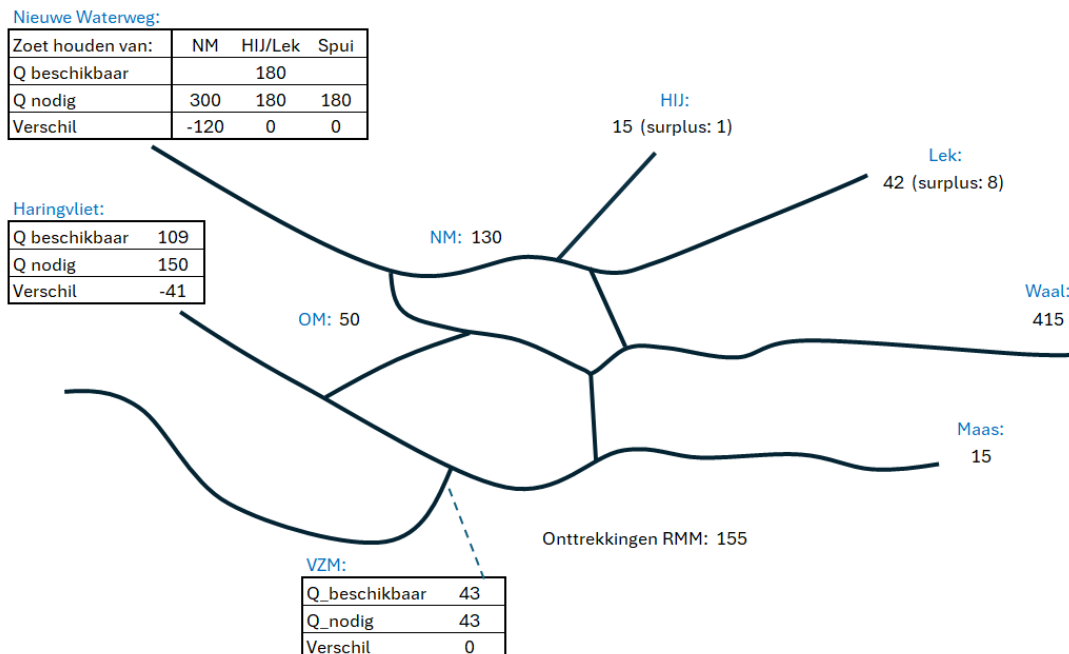 Nieuwe Waterweg:
Zoet houden van: NM HIJ/Lek Spui
Q beschikbaar 180
Q nodig 300 180 180
Verschil -120 0 0
HIJ:
15 (surplus: 1)
Lek:
42 (surplus: 8)
Haringvliet:
Q beschikbaar 109
Q nodig 150
Verschil -41
NM: 130
OM: 50
Waal:
415
Maas:
15
Onttrekkingen RMM: 155
VZM:
Q_beschikbaar 43
Q_nodig 43
Verschil 0